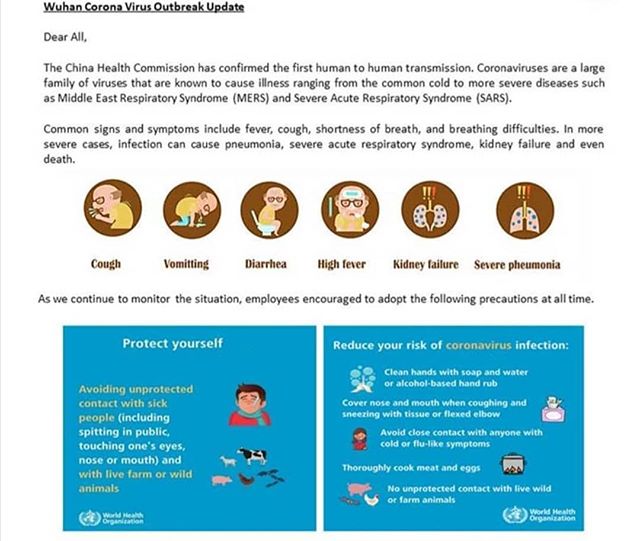 Wuhan Corona Virus Outbreak Update
Dear All,
The China Health Commission has confirmed the first human to human transmission. Coronaviruses are a large
family of viruses that are known to cause illness ranging from the common cold to more severe diseases such
as Middle East Respiratory Syndrome (MERS) and Severe Acute Respiratory Syndrome (SARS).
Common signs and symptoms include fever, cough, shortness of breath, and breathing difficulties. In more
severe cases, infection can cause pneumonia, severe acute respiratory syndrome, kidney failure and even
death.
Cough Vomitting Diarrhea High fever Kidney failure Severe pheumonia
As we continue to monitor the situation, employees encouraged to adopt the following precautions at all time.
Protect yourself
Avoiding unprotected
contact with sick
people (including
spitting in public,
touching one's eyes,
nose or mouth) and
with live farm or wild
animals
World Health
Organization
Reduce your risk of coronavirus infection:
Clean hands with soap and water
or alcohol-based hand rub
Cover nose and mouth when coughing and
sneezing with tissue or flexed elbow
Avoid close contact with anyone with
cold or flu-like symptoms
Thoroughly cook meat and eggs
No unprotected contact with live wild
or farm animals
World Health
Organization